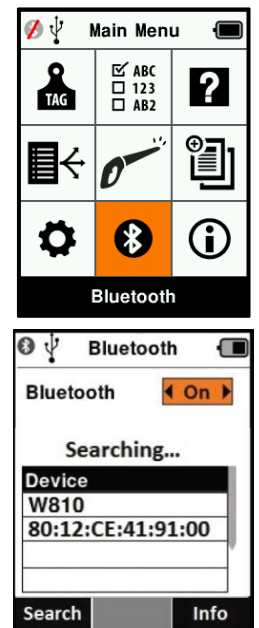 Main Menu
TAG
ABC
123
AB2
?
Bluetooth
Bluetooth
Bluetooth On
Searching...
Device
W810
80:12:CE:41:91:00
Search Info